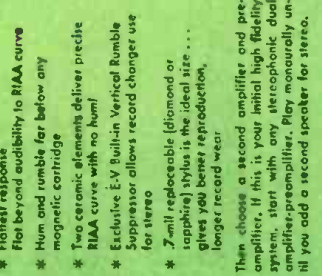 * Flattest response
Flat beyond audibility to RIAA curve
* Hum and rumble far below any
magnetic cartridge
* Two ceramic elements deliver precise
RIAA curve with no hum!
* Exclusive E-V Built-in Vertical Rumble
Suppressor allows record changer use
for stereo
* .7-mil replaceable (diamond or
sapphire) stylus is the ideal size ...
gives you better reproduction,
longer record wear
Then choose a second amplifier and pre-
amplifier. If this is your initial high fidelity
system, start with any stereophonic dual
amplifier-preamplifier. Play monaurally un-
til you add a second speaker for stereo.